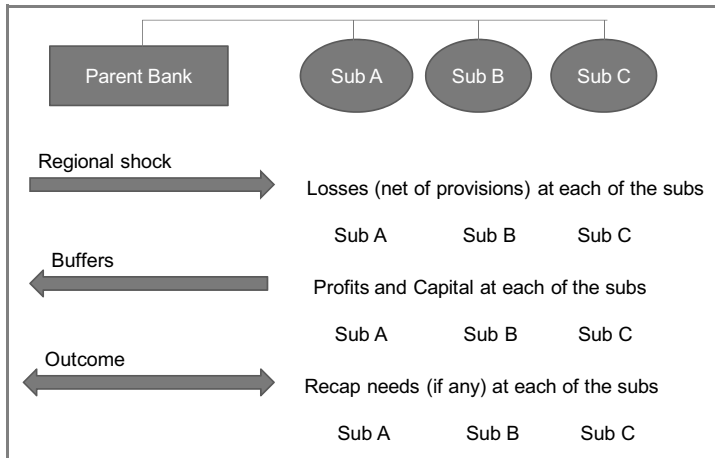 Parent Bank Sub A Sub B Sub C
Regional shock
Losses (net of provisions) at each of the subs
Sub A Sub B Sub C
Buffers
Profits and Capital at each of the subs
Sub A Sub B Sub C
Outcome
Recap needs (if any) at each of the subs
Sub A Sub B Sub C